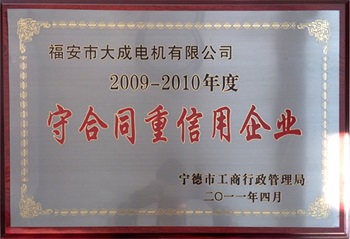 福安市大成电机有限公司
2009-2010年度
守合同重信用企业
宁德市工商行政管理局
二〇一一年四月